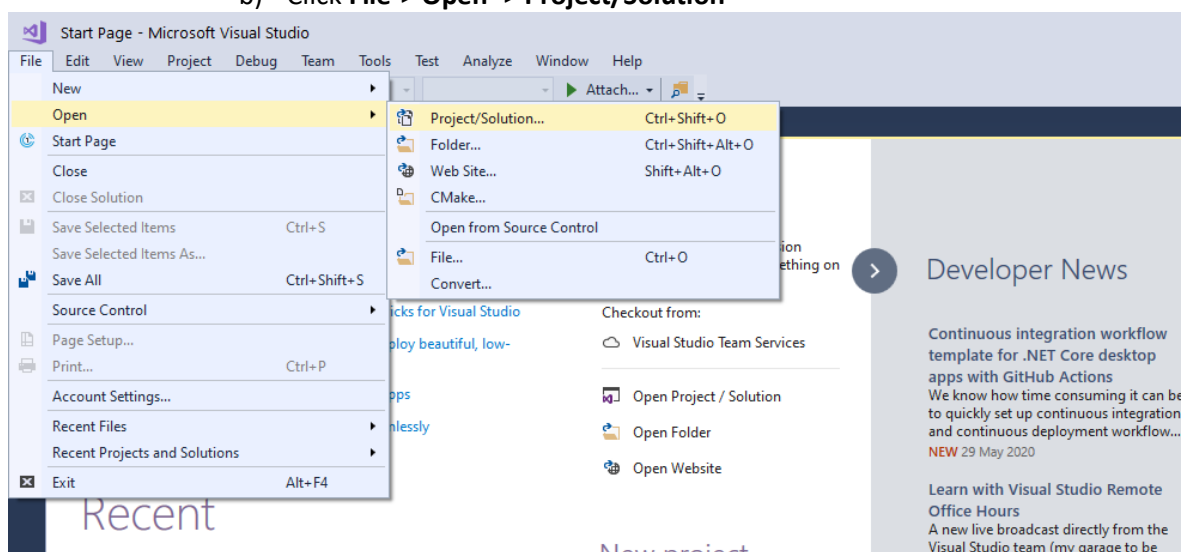 b) Click File-> Open -> Project/Solution
Start Page - Microsoft Visual Studio
File Edit View Project Debug Team Tools Test Analyze Window Help
Attach...
New
Open
Start Page
Close
Close Solution
Save Selected Items Ctrl+S
Save Selected Items As...
Save All Ctrl+Shift+S
Source Control
Page Setup...
Print... Ctrl+P
Account Settings...
Recent Files
Recent Projects and Solutions
Exit Alt+F4
Project/Solution... Ctrl+Shift+O
Folder... Ctrl+Shift+Alt+O
Web Site... Shift+Alt+O
CMake...
Open from Source Control
File... Ctrl+O
Convert...
ething on
icks for Visual Studio
ploy beautiful, low-
nlessly
Recent
Checkout from:
Visual Studio Team Services
Open Project / Solution
Open Folder
Open Website
New project
Developer News
Continuous integration workflow
template for .NET Core desktop
apps with GitHub Actions
We know how time consuming it can be
to quickly set up continuous integration
and continuous deployment workflow...
NEW 29 May 2020
Learn with Visual Studio Remote
Office Hours
A new live broadcast directly from the
Visual Studio team (my garage to be